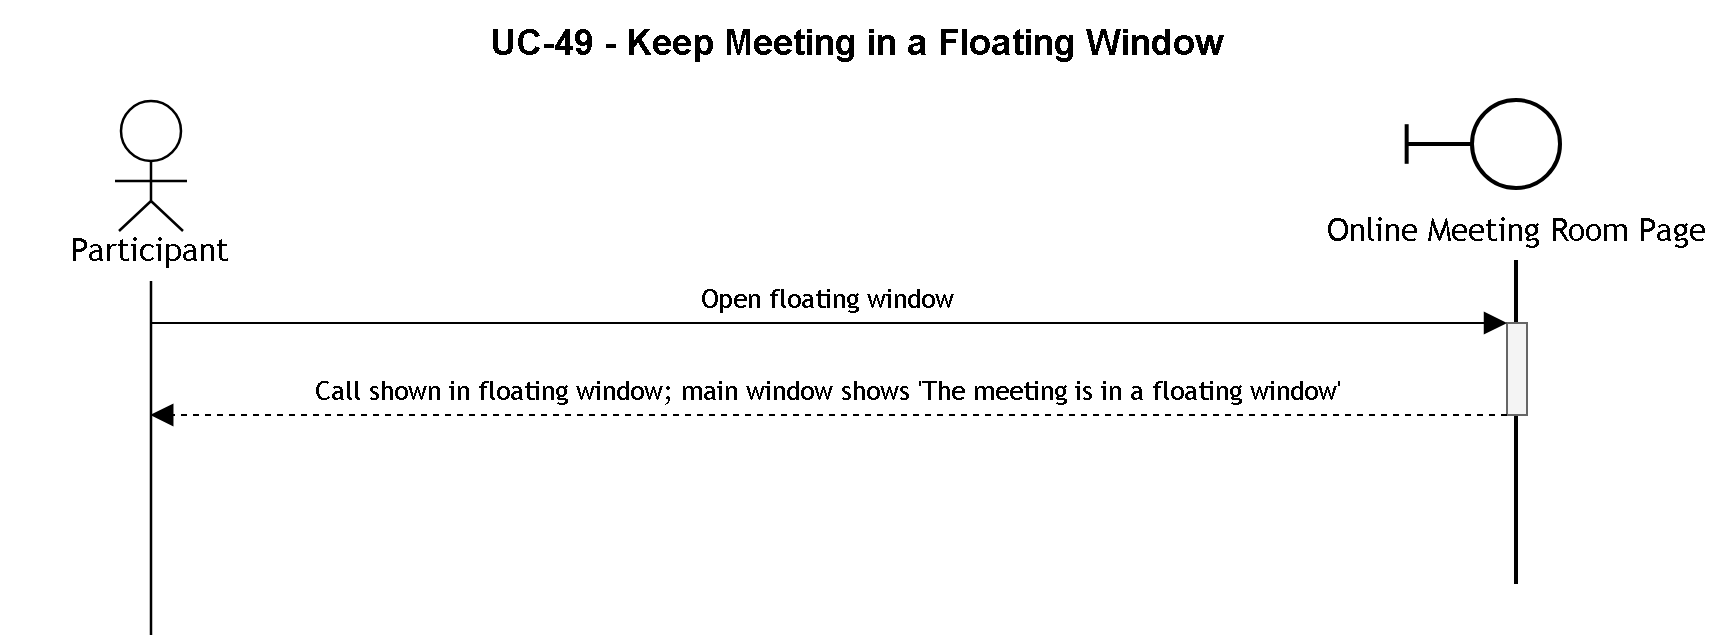 UC-49 - Keep Meeting in a Floating Window
Participant
Online Meeting Room Page
Open floating window
Call shown in floating window; main window shows 'The meeting is in a floating window'